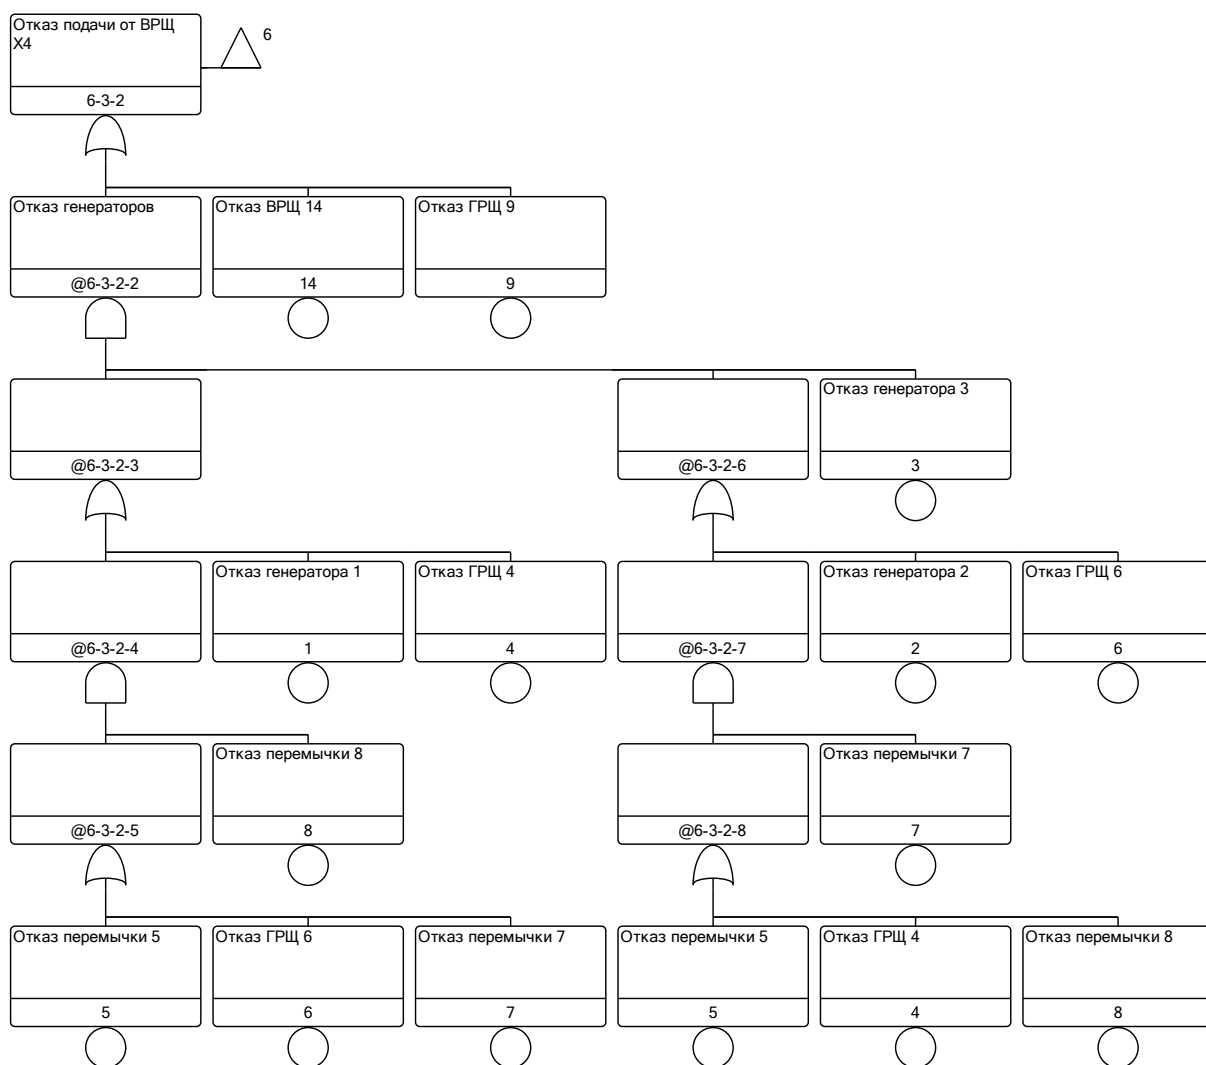 Отказ подачи от ВРЩ
X4
6
6-3-2
Отказ генераторов
Отказ ВРЩ 14
Отказ ГРЩ 9
@6-3-2-2
14
9
Отказ генератора 3
@6-3-2-3
@6-3-2-6
3
Отказ генератора 1
Отказ ГРЩ 4
Отказ генератора 2
Отказ ГРЩ 6
@6-3-2-4
1
4
@6-3-2-7
2
6
Отказ перемычки 8
Отказ перемычки 7
@6-3-2-5
8
@6-3-2-8
7
Отказ перемычки 5
Отказ ГРЩ 6
Отказ перемычки 7
Отказ перемычки 5
Отказ ГРЩ 4
Отказ перемычки 8
5
6
7
5
4
8